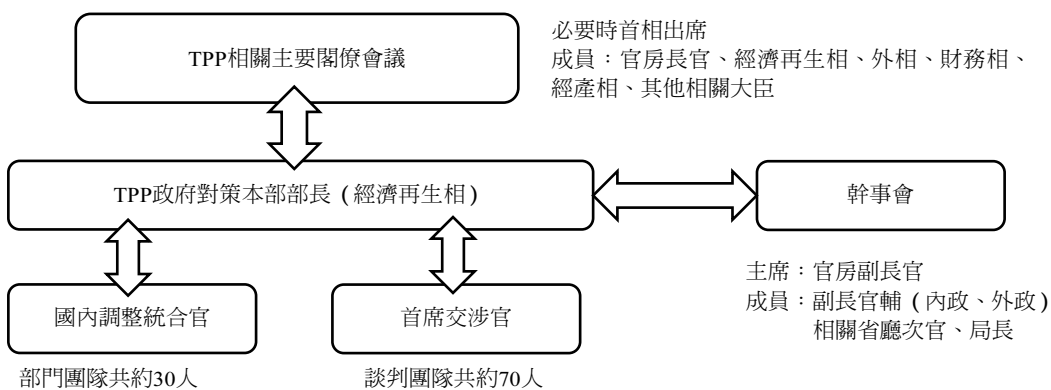 TPP相關主要閣僚會議
必要時首相出席
成員：官房長官、經濟再生相、外相、財務相、
經產相、其他相關大臣
TPP政府對策本部部長（經濟再生相）
幹事會
主席：官房副長官
成員：副長官輔（內政、外政）
相關省廳次官、局長
國內調整統合官
首席交涉官
部門團隊共約30人
談判團隊共約70人